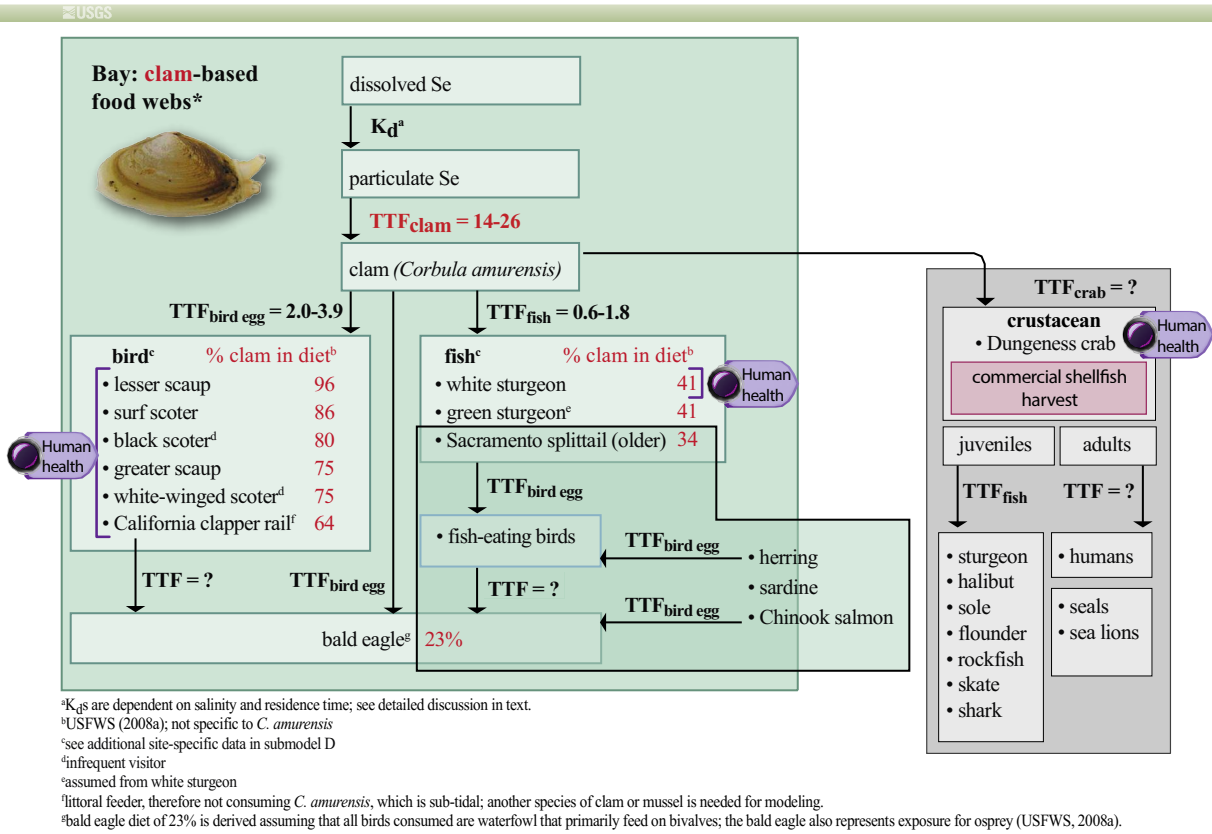 USGS
Bay: clam-based
food webs*
dissolved Se
Kdᵃ
particulate Se
TTFclam = 14-26
clam (Corbula amurensis)
TTFbird egg = 2.0-3.9
TTFfish = 0.6-1.8
birdᶜ % clam in dietᵇ
• lesser scaup 96
• surf scoter 86
• black scoterᵈ 80
• greater scaup 75
• white-winged scoterᵈ 75
• California clapper railᶠ 64
Human
health
fishᶜ % clam in dietᵇ
• white sturgeon 41
• green sturgeonᵉ 41
• Sacramento splittail (older) 34
Human
health
TTFbird egg
• fish-eating birds
TTFbird egg
• herring
• sardine
• Chinook salmon
TTFbird egg
TTF = ?
TTFbird egg
TTF = ?
bald eagleᵍ 23%
TTFcrab = ?
crustacean
• Dungeness crab
Human
health
commercial shellfish
harvest
juveniles
adults
TTFfish
TTF = ?
• sturgeon
• halibut
• sole
• flounder
• rockfish
• skate
• shark
• humans
• seals
• sea lions
ᵃKds are dependent on salinity and residence time; see detailed discussion in text.
ᵇUSFWS (2008a); not specific to C. amurensis
ᶜsee additional site-specific data in submodel D
ᵈinfrequent visitor
ᵉassumed from white sturgeon
ᶠlittoral feeder, therefore not consuming C. amurensis, which is sub-tidal; another species of clam or mussel is needed for modeling.
ᵍbald eagle diet of 23% is derived assuming that all birds consumed are waterfowl that primarily feed on bivalves; the bald eagle also represents exposure for osprey (USFWS, 2008a).